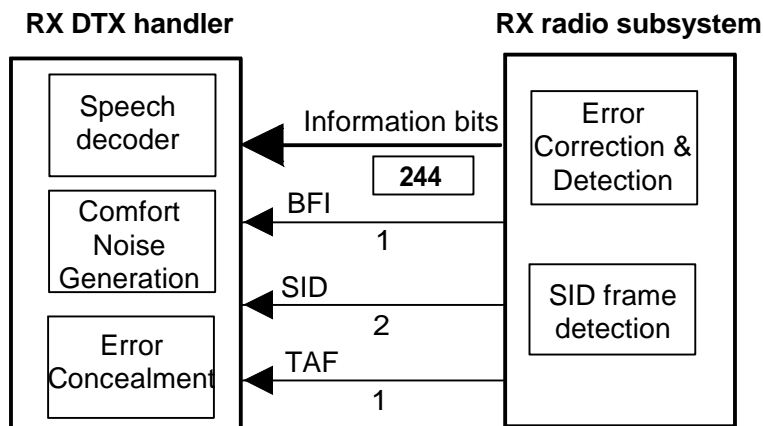 RX DTX handler
RX radio subsystem
Speech
decoder
Information bits
244
Error
Correction &
Detection
Comfort
Noise
Generation
BFI
1
SID
2
SID frame
detection
Error
Concealment
TAF
1